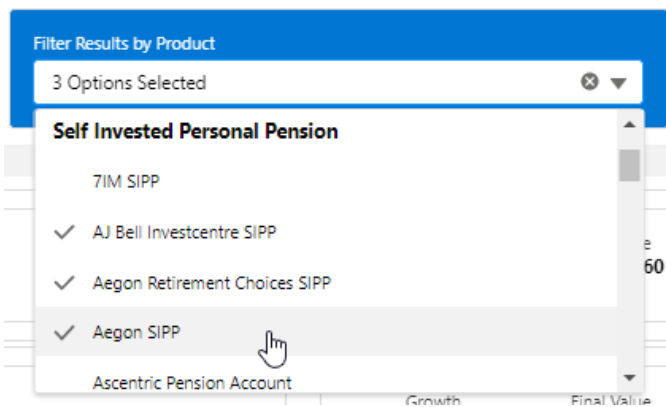 Filter Results by Product
3 Options Selected
Self Invested Personal Pension
7IM SIPP
AJ Bell Investcentre SIPP
Aegon Retirement Choices SIPP
Aegon SIPP
Ascentric Pension Account
e
60
Growth
Final Value